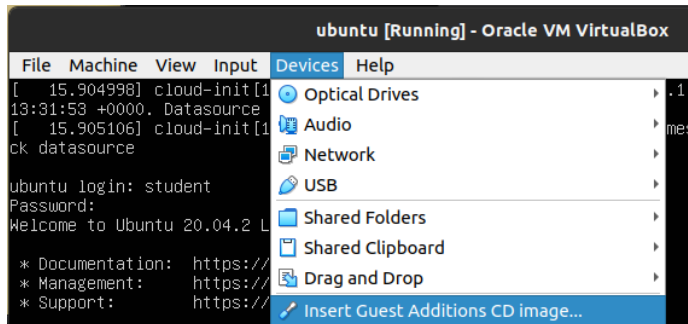 ubuntu [Running] - Oracle VM VirtualBox
File Machine View Input Devices Help
[   15.904998] cloud-init[1
.1
13:31:53 +0000. Datasource
[   15.905106] cloud-init[1
mes
ck datasource
ubuntu login: student
Password:
Welcome to Ubuntu 20.04.2 L
* Documentation:  https://
* Management:     https://
* Support:        https://
Optical Drives
Audio
Network
USB
Shared Folders
Shared Clipboard
Drag and Drop
Insert Guest Additions CD image...